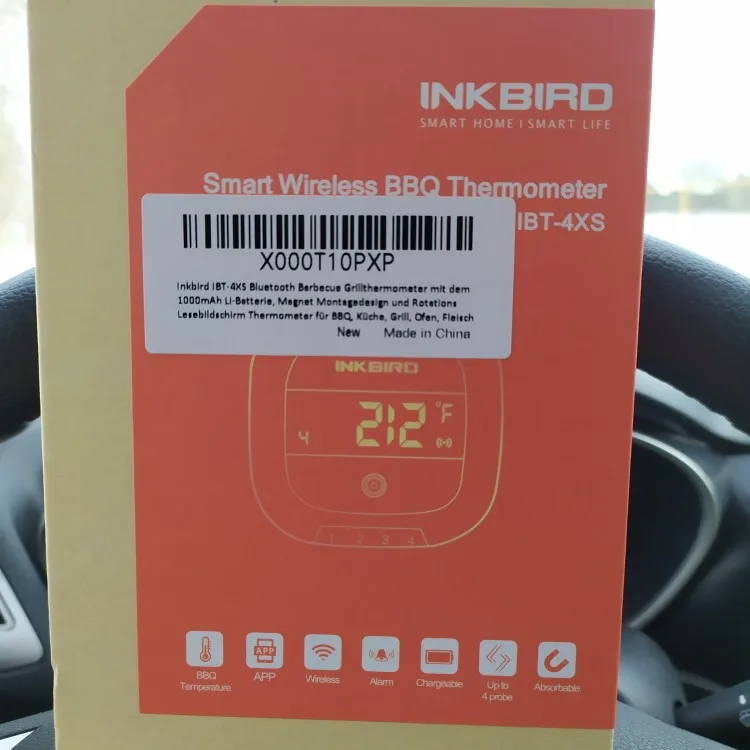 INKBIRD
SMART HOME | SMART LIFE
Smart Wireless BBQ Thermometer
IBT-4XS
X000T10PXP
Inkbird IBT-4XS Bluetooth Barbecue Grillthermometer mit dem
1000mAh Li-Batterie, Magnet Montagedesign und Rotations
Lesebildschirm Thermometer für BBQ, Küche, Grill, Ofen, Fleisch
New Made in China
INKBIRD
4 212 °F
1 2 3 4
APP
BBQ Temperature
APP
Wireless
Alarm
Chargeable
Up to 4 probe
Absorbable